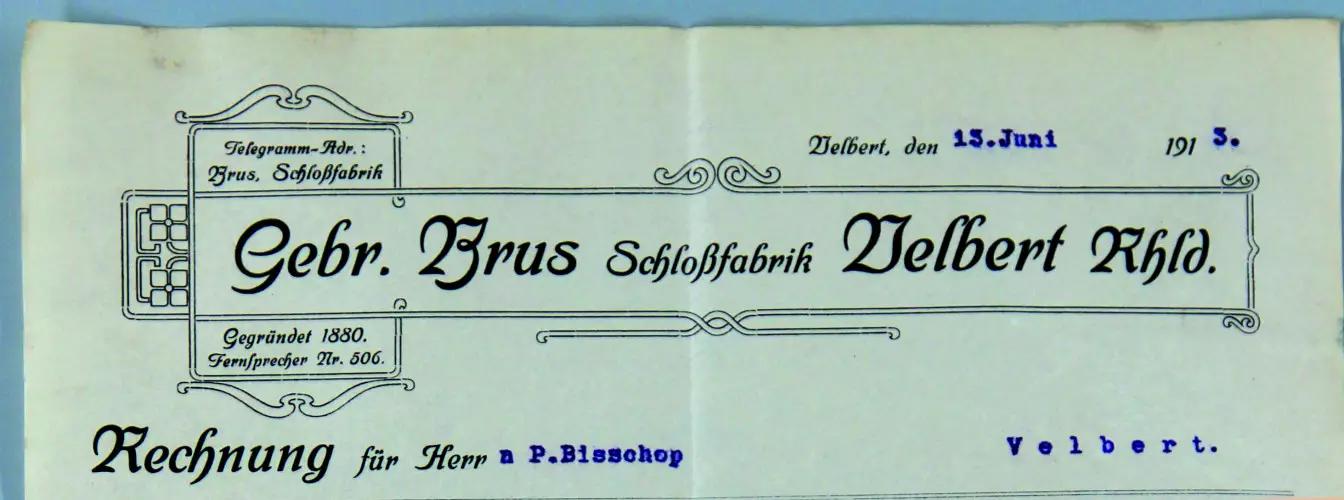 Telegramm-Adr.:
Brus, Schloßfabrik
Velbert, den 13.Juni 1913.
Gebr. Brus Schloßfabrik Velbert Rhld.
Gegründet 1880.
Fernsprecher Nr. 506.
Rechnung für Herrn P.Bisschop Velbert.